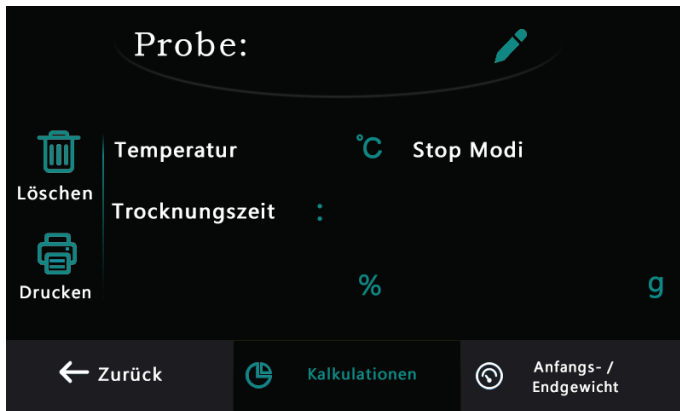 Probe:
Temperatur °C Stop Modi
Löschen
Trocknungszeit :
Drucken
% g
Zurück Kalkulationen Anfangs- /
Endgewicht